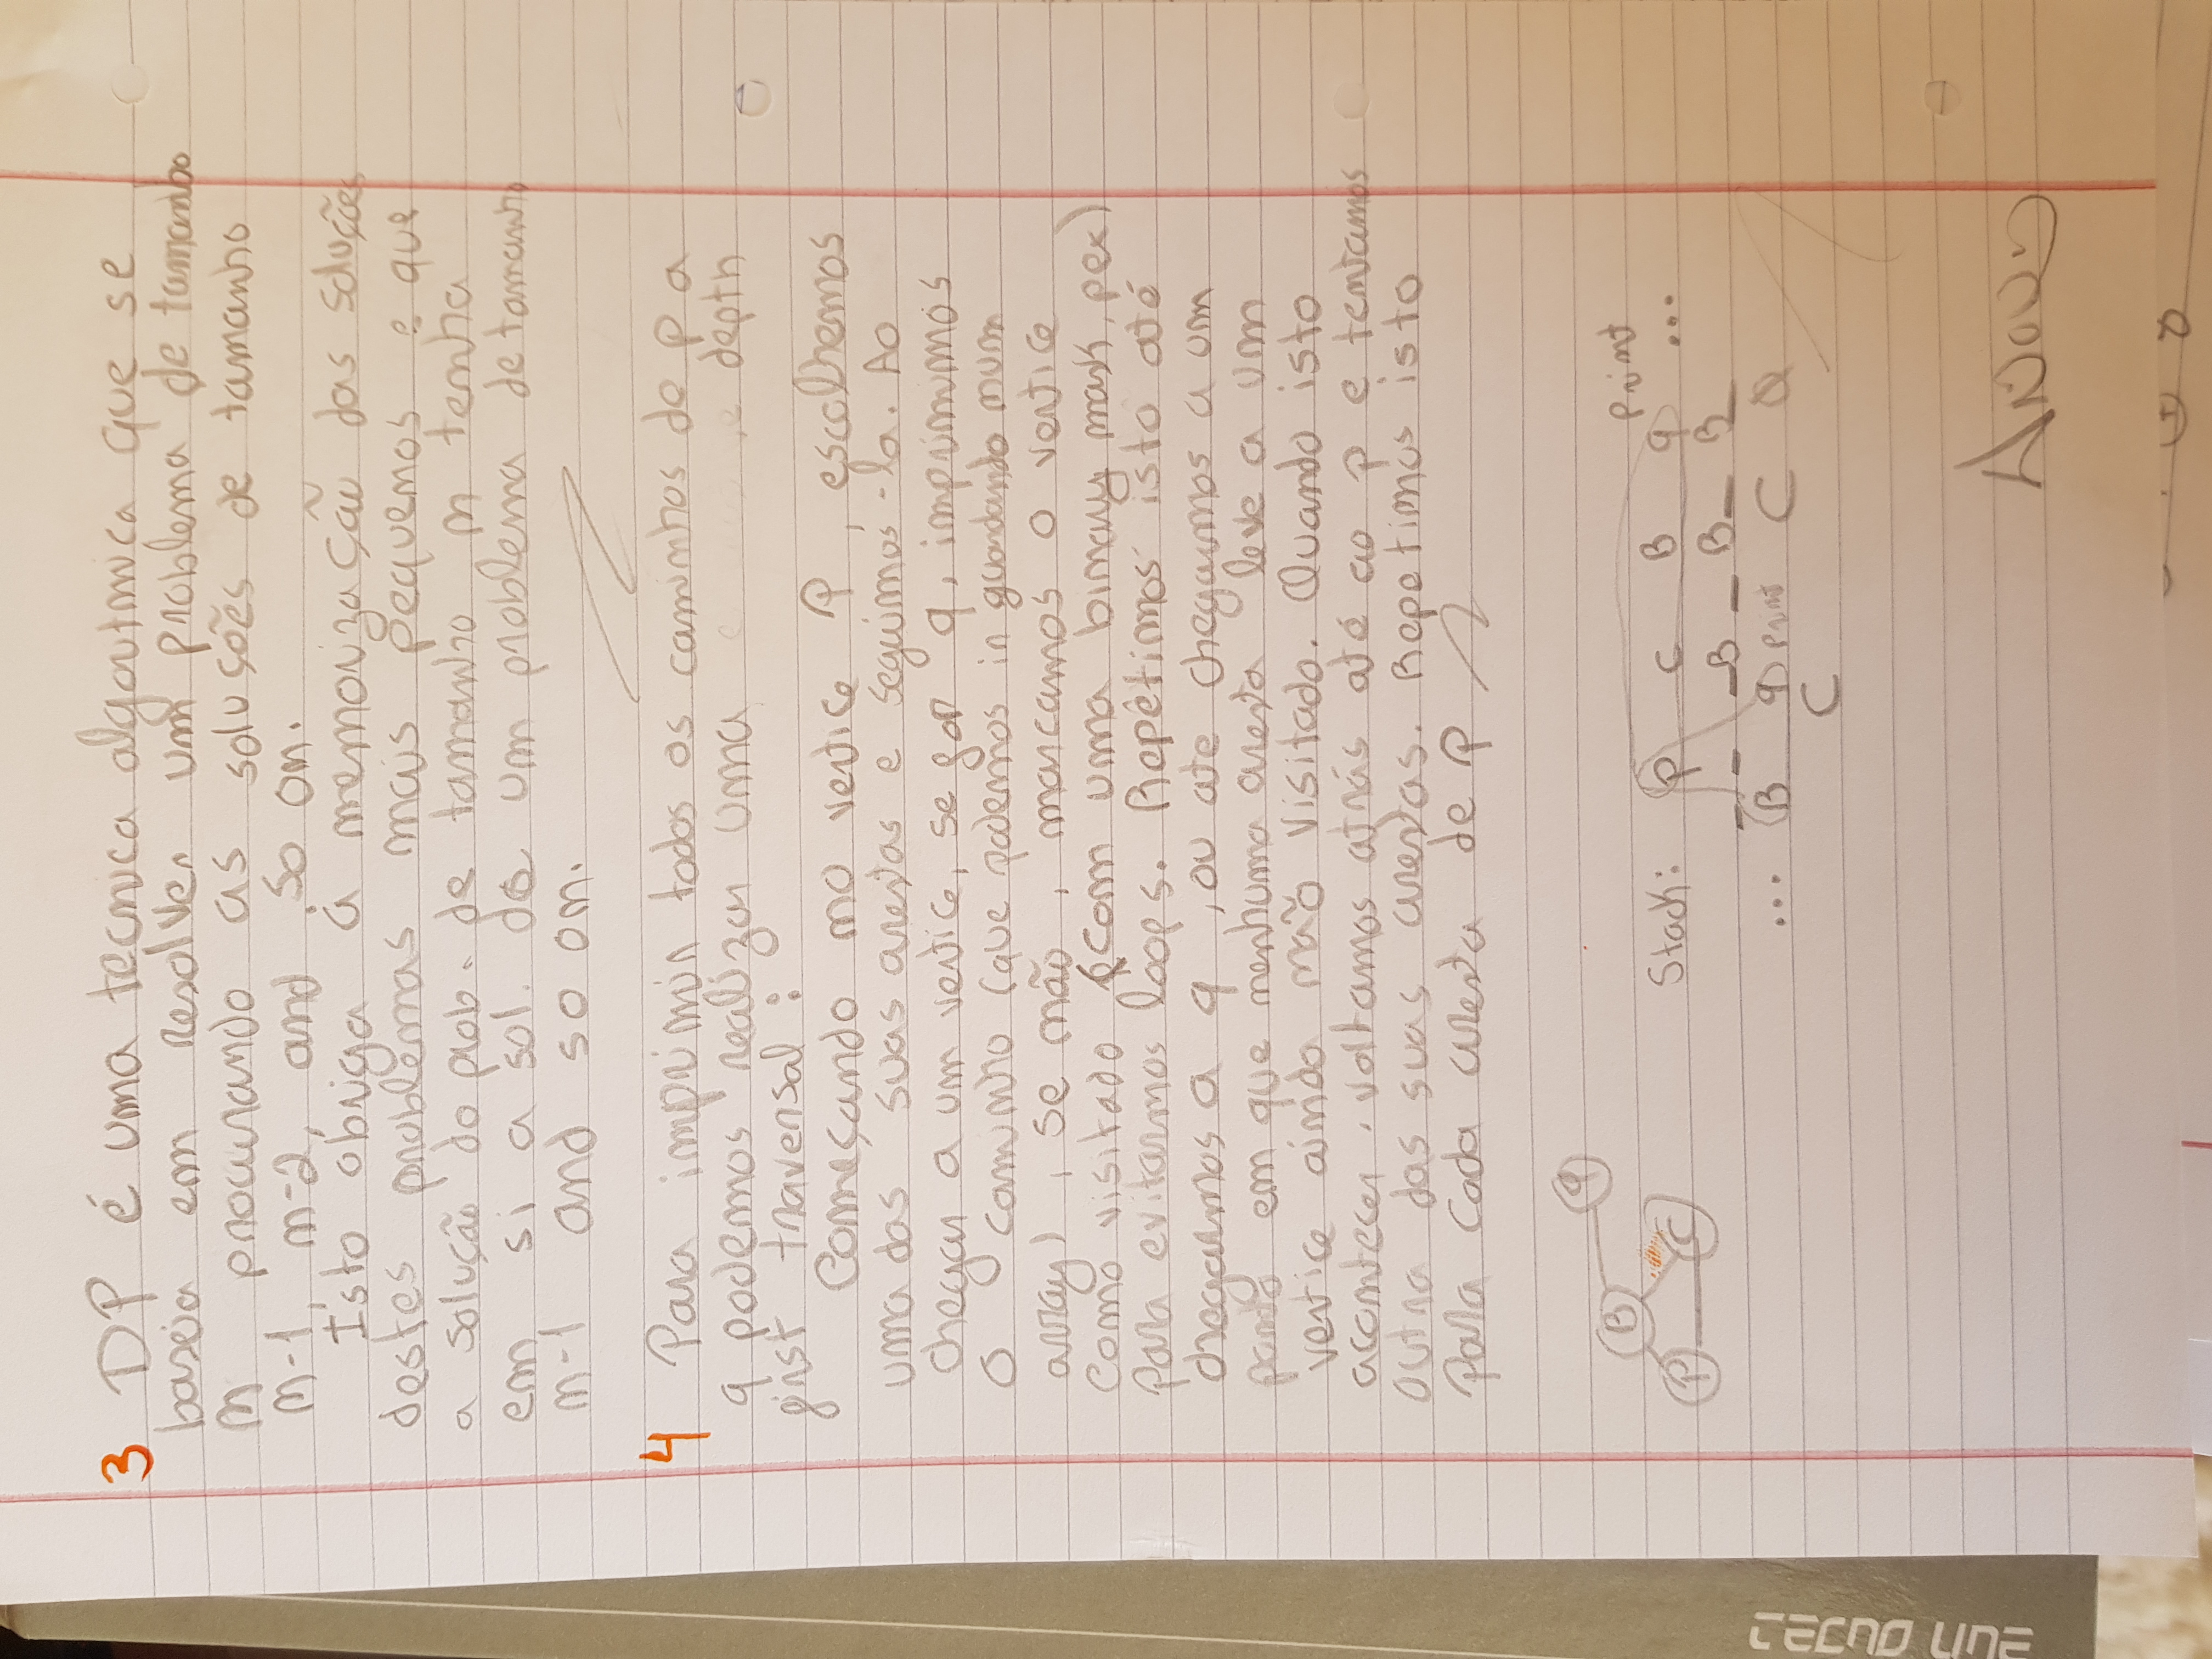 3 DP é uma tecnica algoritmica que se
baseia em resolver um problema de tamanho
n procurando as soluções de tamanho
n-1, n-2, and so on.
Isto obriga à memorização das soluções
destes problemas mais pequenos e que
a solução do prob. de tamanho n tenha
em si a sol. de um problema de tamanho
n-1 and so on.
4 Para imprimir todos os caminhos de p a
q podemos realizar uma depth
first traversal:
Começando no vertice P, escolhemos
uma das suas arestas e seguimos-la. Ao
chegar a um vertice, se for q, imprimimos
o caminho (que podemos ir guardando num
array), se não, marcamos o vertice
como visitado (com uma binary mask, pex)
para evitarmos loops. Repetimos isto até
chegarmos a q, ou ate chegarmos a um
ponto em que nenhuma aresta leve a um
vertice ainda não visitado. Quando isto
acontecer, voltamos atrás até ao p e tentamos
outra das suas arestas. Repetimos isto
para cada aresta de P
q
B
P C
Print
Stack: P C B q ...
B B B
... B q Print C
C